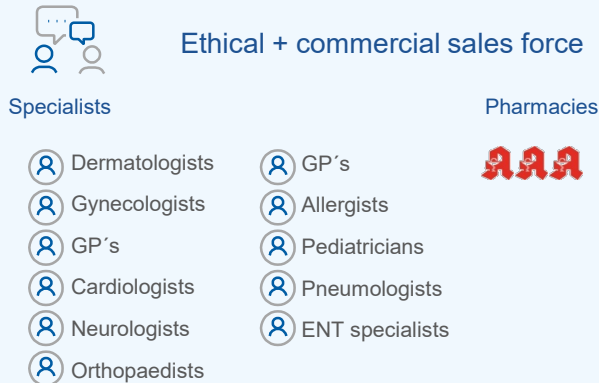 Ethical + commercial sales force
Specialists
Pharmacies
Dermatologists
Gynecologists
GP´s
Cardiologists
Neurologists
Orthopaedists
GP´s
Allergists
Pediatricians
Pneumologists
ENT specialists